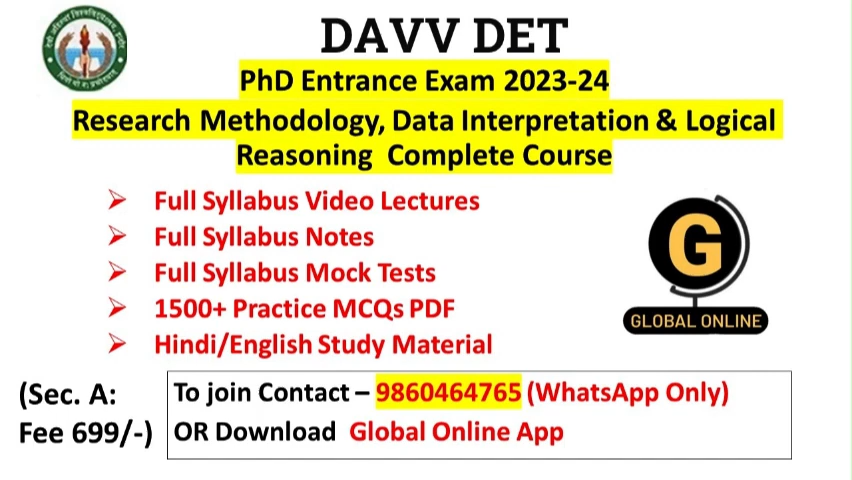 DAVV DET
PhD Entrance Exam 2023-24
Research Methodology, Data Interpretation & Logical
Reasoning Complete Course
➢ Full Syllabus Video Lectures
➢ Full Syllabus Notes
➢ Full Syllabus Mock Tests
➢ 1500+ Practice MCQs PDF
➢ Hindi/English Study Material
G
GLOBAL ONLINE
(Sec. A:
Fee 699/-)
To join Contact – 9860464765 (WhatsApp Only)
OR Download Global Online App